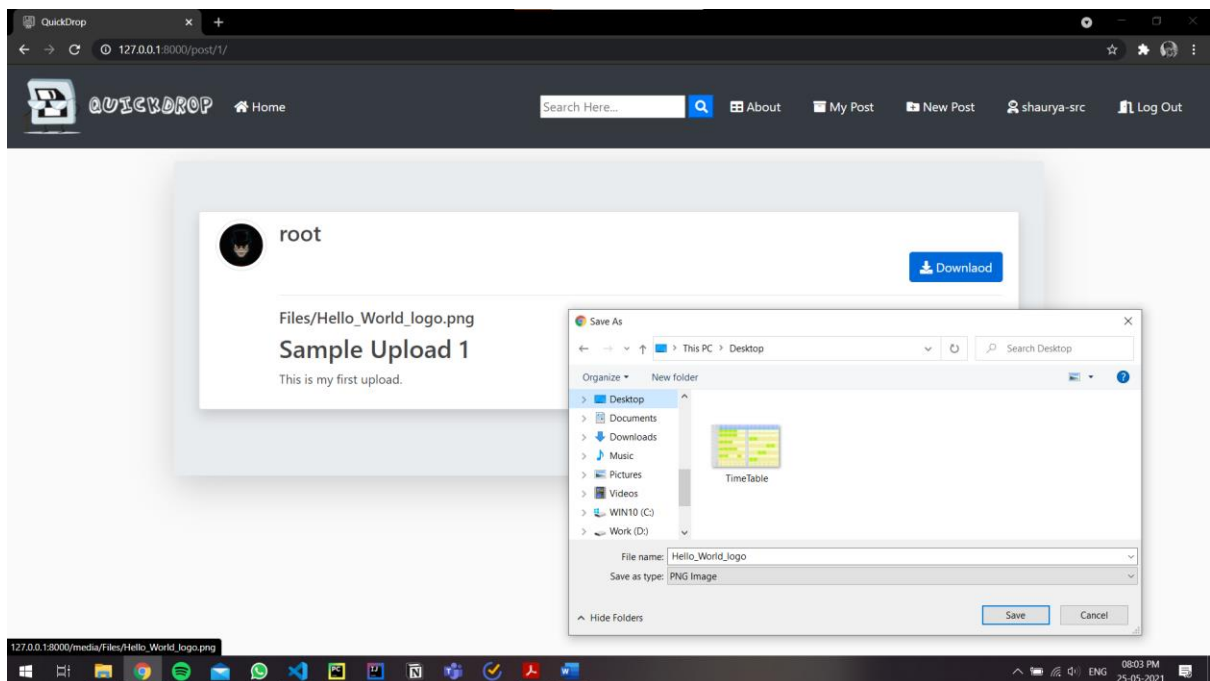 QuickDrop
127.0.0.1:8000/post/1/
QUICKDROP Home Search Here... About My Post New Post shaurya-src Log Out
root
Downlaod
Files/Hello_World_logo.png
Sample Upload 1
This is my first upload.
Save As
This PC > Desktop
Search Desktop
Organize New folder
Desktop
Documents
Downloads
Music
Pictures
Videos
WIN10 (C:)
Work (D:)
TimeTable
File name: Hello_World_logo
Save as type: PNG Image
Hide Folders Save Cancel
127.0.0.1:8000/media/Files/Hello_World_logo.png
ENG 08:03 PM
25-05-2021